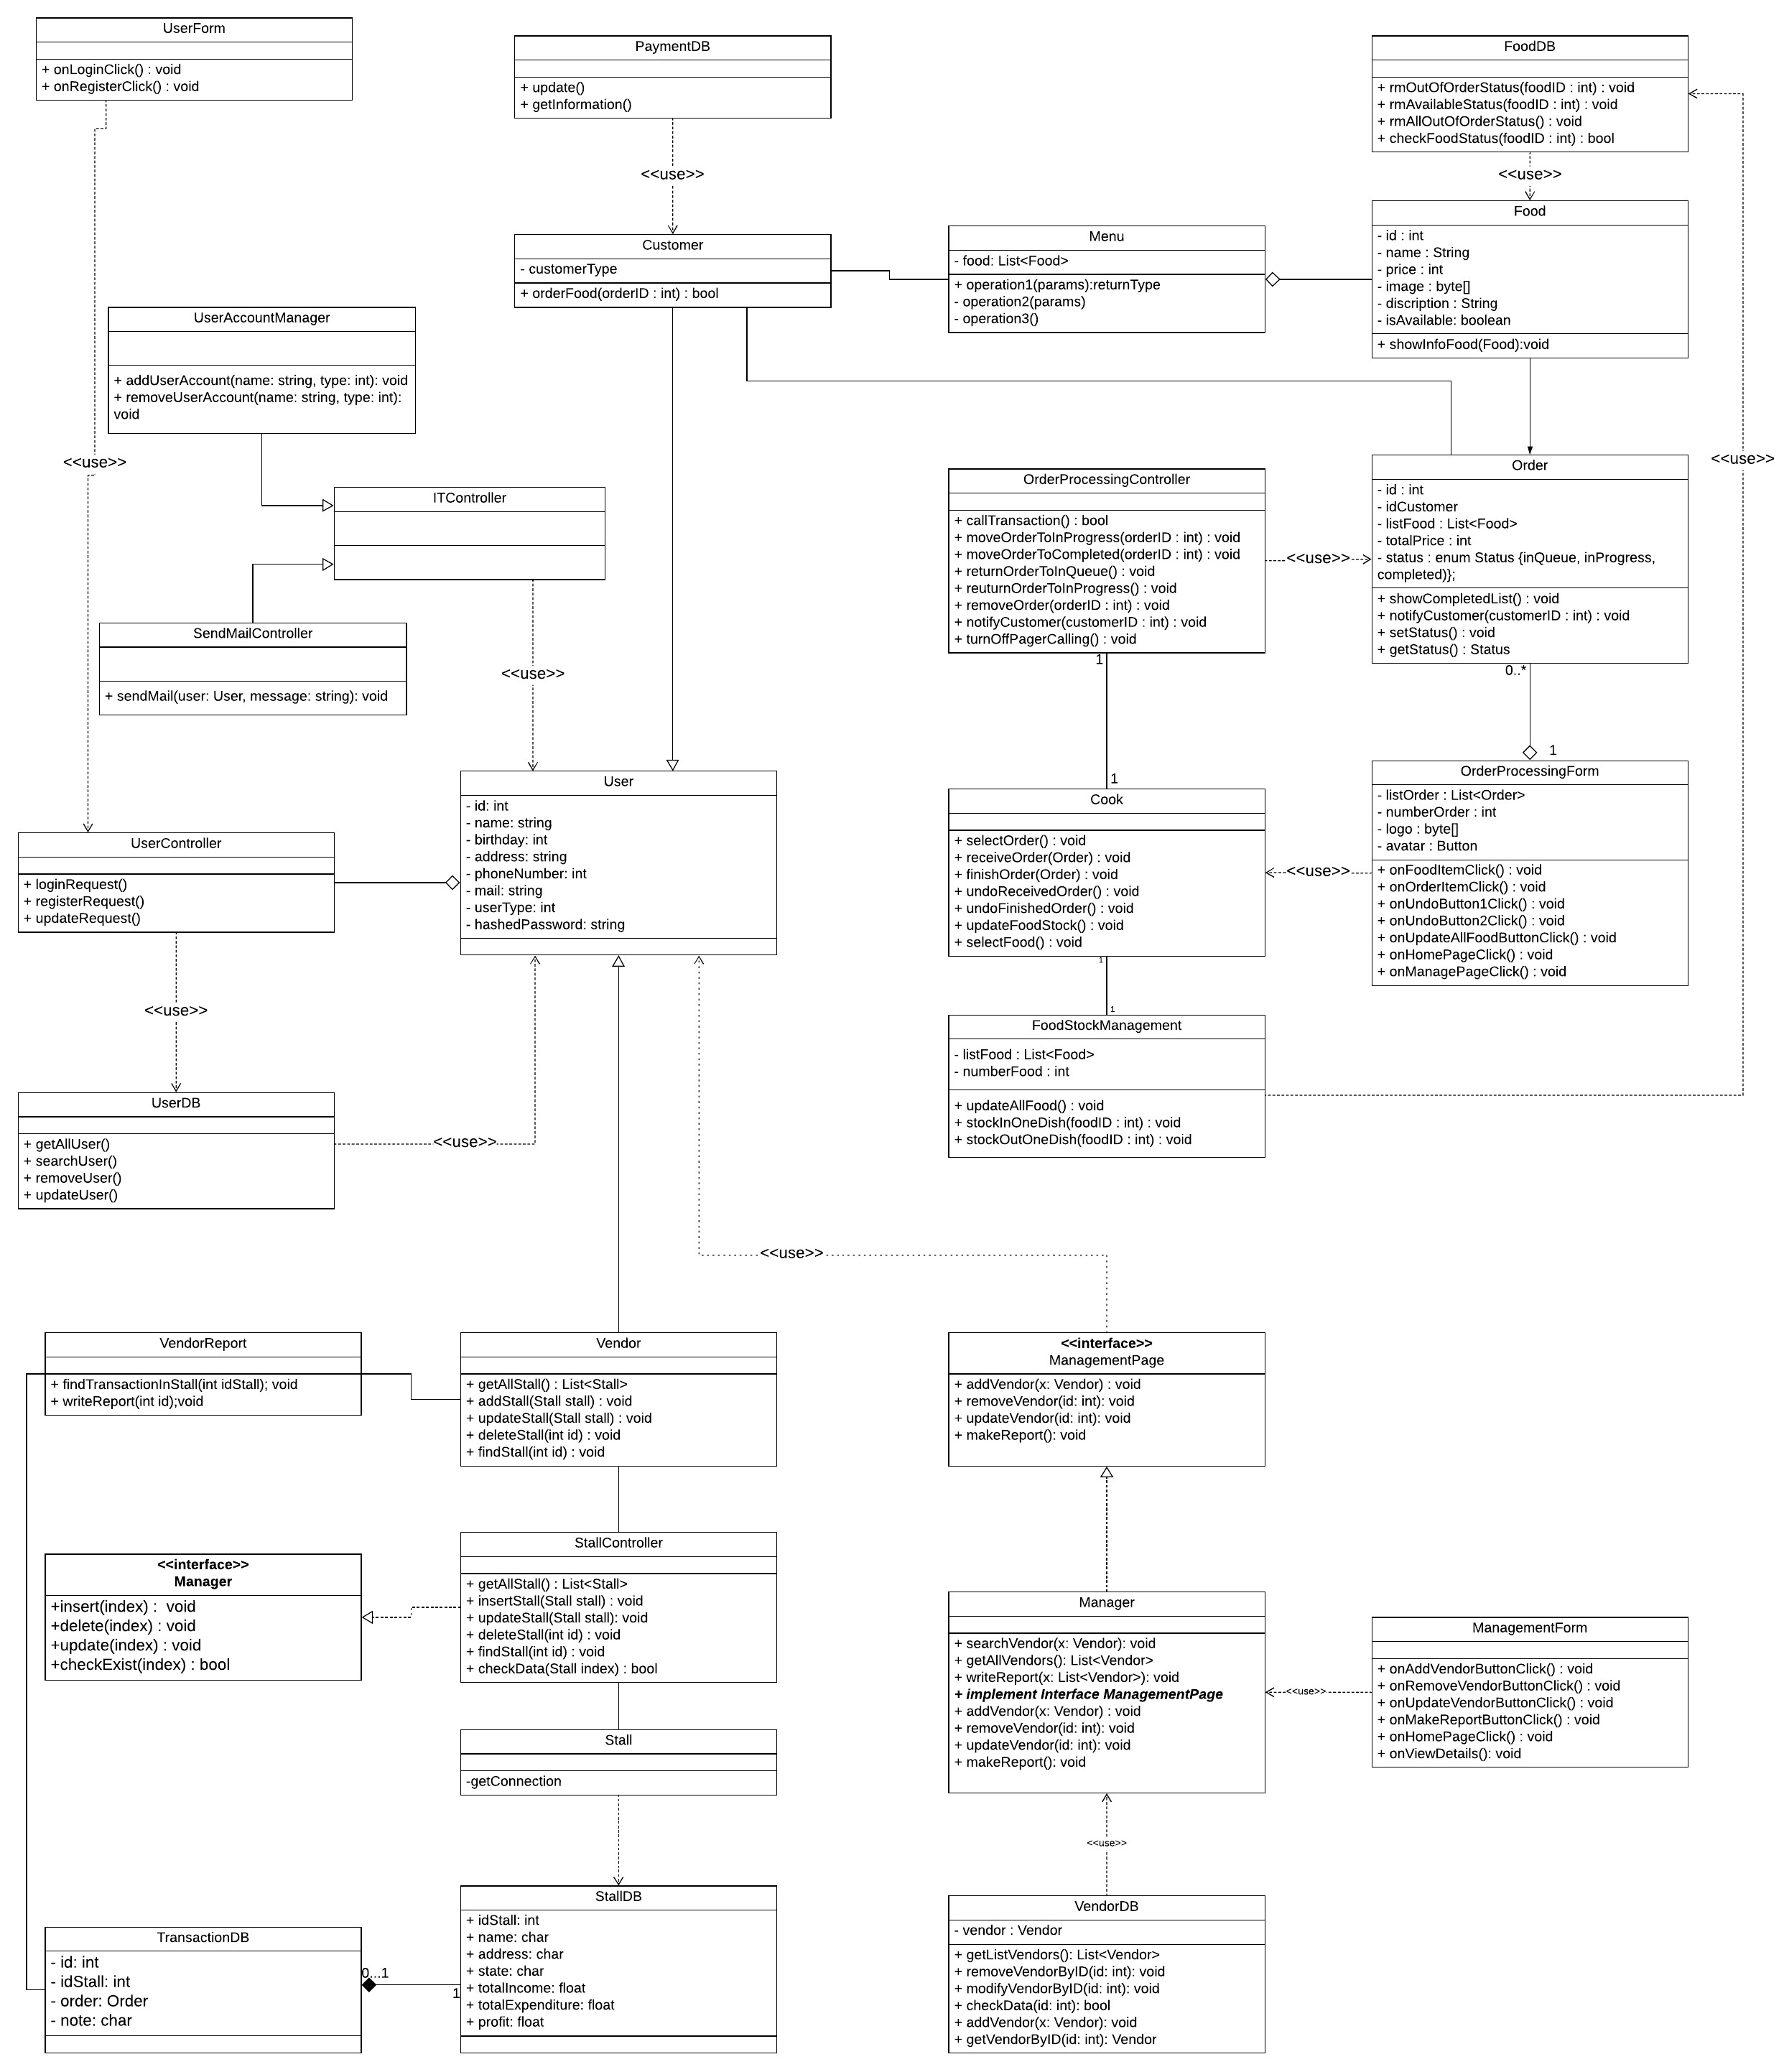 UserForm
+ onLoginClick() : void
+ onRegisterClick() : void
PaymentDB
+ update()
+ getInformation()
FoodDB
+ rmOutOfOrderStatus(foodID : int) : void
+ rmAvailableStatus(foodID : int) : void
+ rmAllOutOfOrderStatus() : void
+ checkFoodStatus(foodID : int) : bool
<<use>>
<<use>>
Customer
- customerType
+ orderFood(orderID : int) : bool
Menu
- food: List<Food>
+ operation1(params):returnType
- operation2(params)
- operation3()
Food
- id : int
- name : String
- price : int
- image : byte[]
- discription : String
- isAvailable: boolean
+ showInfoFood(Food):void
UserAccountManager
+ addUserAccount(name: string, type: int): void
+ removeUserAccount(name: string, type: int):
void
<<use>>
<<use>>
ITController
OrderProcessingController
+ callTransaction() : bool
+ moveOrderToInProgress(orderID : int) : void
+ moveOrderToCompleted(orderID : int) : void
+ returnOrderToInQueue() : void
+ reuturnOrderToInProgress() : void
+ removeOrder(orderID : int) : void
+ notifyCustomer(customerID : int) : void
+ turnOffPagerCalling() : void
1
<<use>>
Order
- id : int
- idCustomer
- listFood : List<Food>
- totalPrice : int
- status : enum Status {inQueue, inProgress,
completed)};
+ showCompletedList() : void
+ notifyCustomer(customerID : int) : void
+ setStatus() : void
+ getStatus() : Status
0..*
SendMailController
+ sendMail(user: User, message: string): void
<<use>>
User
- id: int
- name: string
- birthday: int
- address: string
- phoneNumber: int
- mail: string
- userType: int
- hashedPassword: string
1
Cook
+ selectOrder() : void
+ receiveOrder(Order) : void
+ finishOrder(Order) : void
+ undoReceivedOrder() : void
+ undoFinishedOrder() : void
+ updateFoodStock() : void
+ selectFood() : void
1
<<use>>
1
OrderProcessingForm
- listOrder : List<Order>
- numberOrder : int
- logo : byte[]
- avatar : Button
+ onFoodItemClick() : void
+ onOrderItemClick() : void
+ onUndoButton1Click() : void
+ onUndoButton2Click() : void
+ onUpdateAllFoodButtonClick() : void
+ onHomePageClick() : void
+ onManagePageClick() : void
UserController
+ loginRequest()
+ registerRequest()
+ updateRequest()
<<use>>
1
FoodStockManagement
- listFood : List<Food>
- numberFood : int
+ updateAllFood() : void
+ stockInOneDish(foodID : int) : void
+ stockOutOneDish(foodID : int) : void
UserDB
+ getAllUser()
+ searchUser()
+ removeUser()
+ updateUser()
<<use>>
<<use>>
VendorReport
+ findTransactionInStall(int idStall); void
+ writeReport(int id);void
Vendor
+ getAllStall() : List<Stall>
+ addStall(Stall stall) : void
+ updateStall(Stall stall) : void
+ deleteStall(int id) : void
+ findStall(int id) : void
<<interface>>
ManagementPage
+ addVendor(x: Vendor) : void
+ removeVendor(id: int): void
+ updateVendor(id: int): void
+ makeReport(): void
<<interface>>
Manager
+insert(index) :  void
+delete(index) : void
+update(index) : void
+checkExist(index) : bool
StallController
+ getAllStall() : List<Stall>
+ insertStall(Stall stall) : void
+ updateStall(Stall stall): void
+ deleteStall(int id) : void
+ findStall(int id) : void
+ checkData(Stall index) : bool
Manager
+ searchVendor(x: Vendor): void
+ getAllVendors(): List<Vendor>
+ writeReport(x: List<Vendor>): void
+ implement Interface ManagementPage
+ addVendor(x: Vendor) : void
+ removeVendor(id: int): void
+ updateVendor(id: int): void
+ makeReport(): void
<<use>>
ManagementForm
+ onAddVendorButtonClick() : void
+ onRemoveVendorButtonClick() : void
+ onUpdateVendorButtonClick() : void
+ onMakeReportButtonClick() : void
+ onHomePageClick() : void
+ onViewDetails(): void
Stall
-getConnection
<<use>>
TransactionDB
- id: int
- idStall: int
- order: Order
- note: char
0...1
1
StallDB
+ idStall: int
+ name: char
+ address: char
+ state: char
+ totalIncome: float
+ totalExpenditure: float
+ profit: float
VendorDB
- vendor : Vendor
+ getListVendors(): List<Vendor>
+ removeVendorByID(id: int): void
+ modifyVendorByID(id: int): void
+ checkData(id: int): bool
+ addVendor(x: Vendor): void
+ getVendorByID(id: int): Vendor